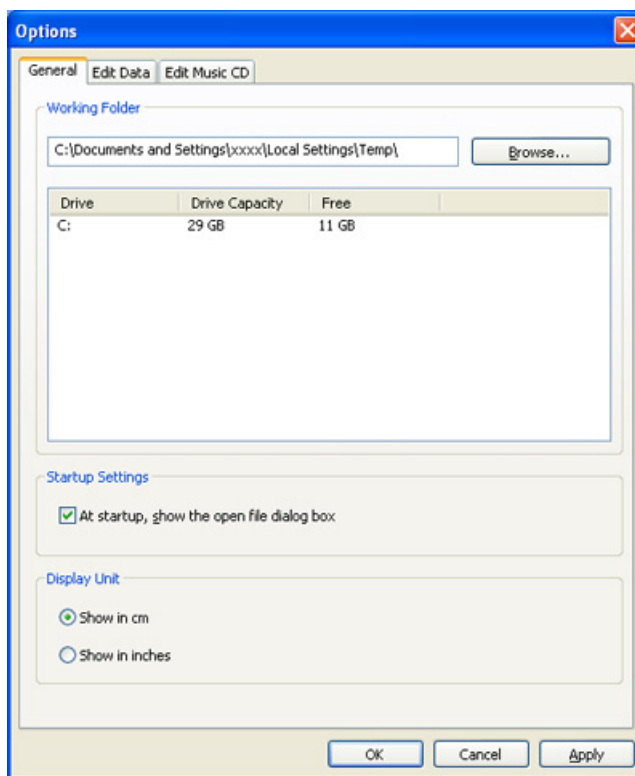 Options
General Edit Data Edit Music CD
Working Folder
C:\Documents and Settings\xxxx\Local Settings\Temp\ Browse...
Drive Drive Capacity Free
C: 29 GB 11 GB
Startup Settings
At startup, show the open file dialog box
Display Unit
Show in cm
Show in inches
OK Cancel Apply